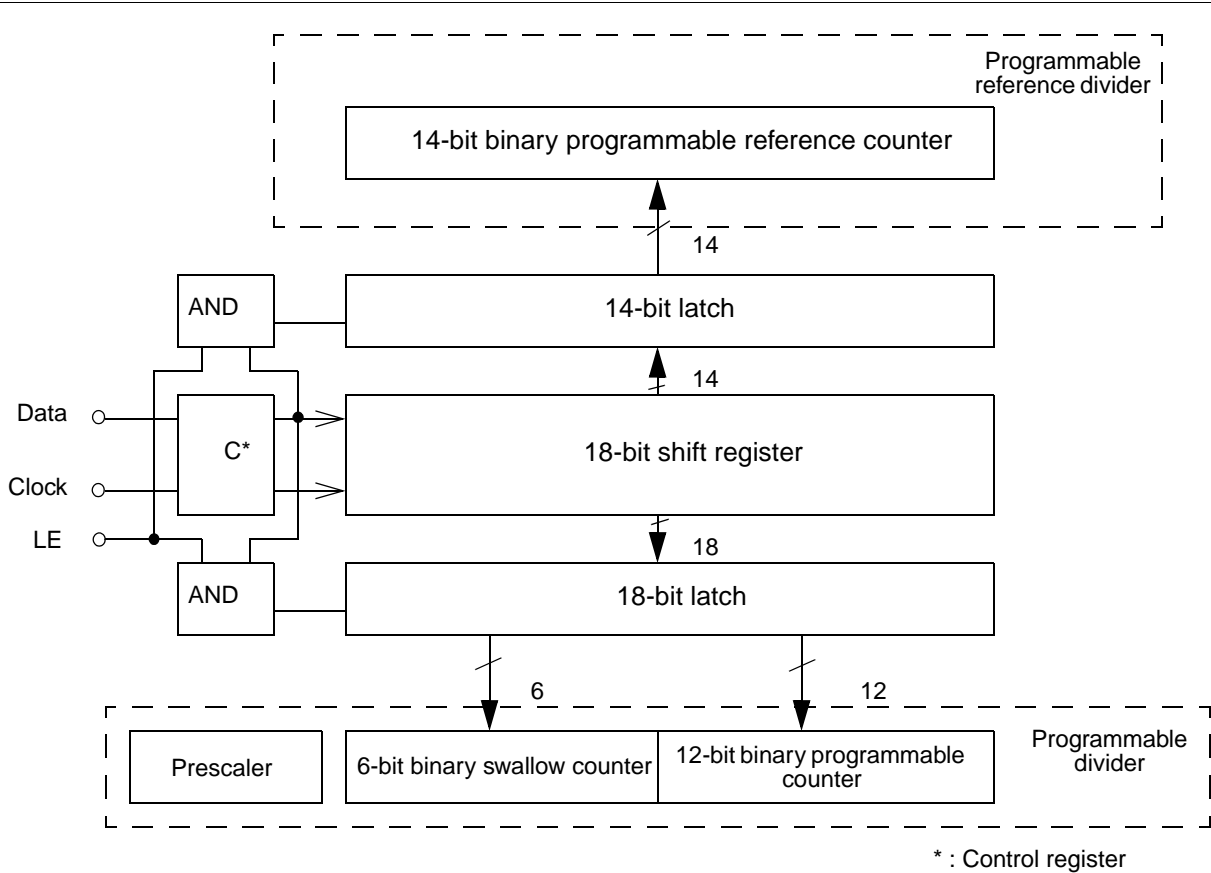 Programmable
reference divider
14-bit binary programmable reference counter
14
AND
14-bit latch
14
Data
C*
18-bit shift register
Clock
LE
18
AND
18-bit latch
6
12
Prescaler
6-bit binary swallow counter
12-bit binary programmable
counter
Programmable
divider
* : Control register